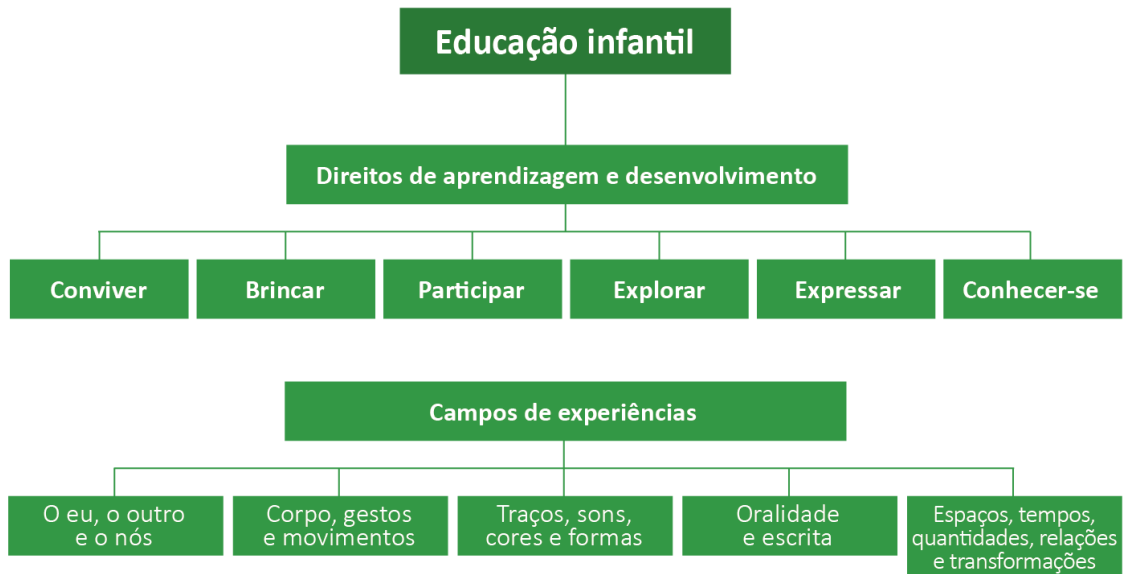 Educação infantil
Direitos de aprendizagem e desenvolvimento
Conviver
Brincar
Participar
Explorar
Expressar
Conhecer-se
Campos de experiências
O eu, o outro
e o nós
Corpo, gestos
e movimentos
Traços, sons,
cores e formas
Oralidade
e escrita
Espaços, tempos,
quantidades, relações
e transformações